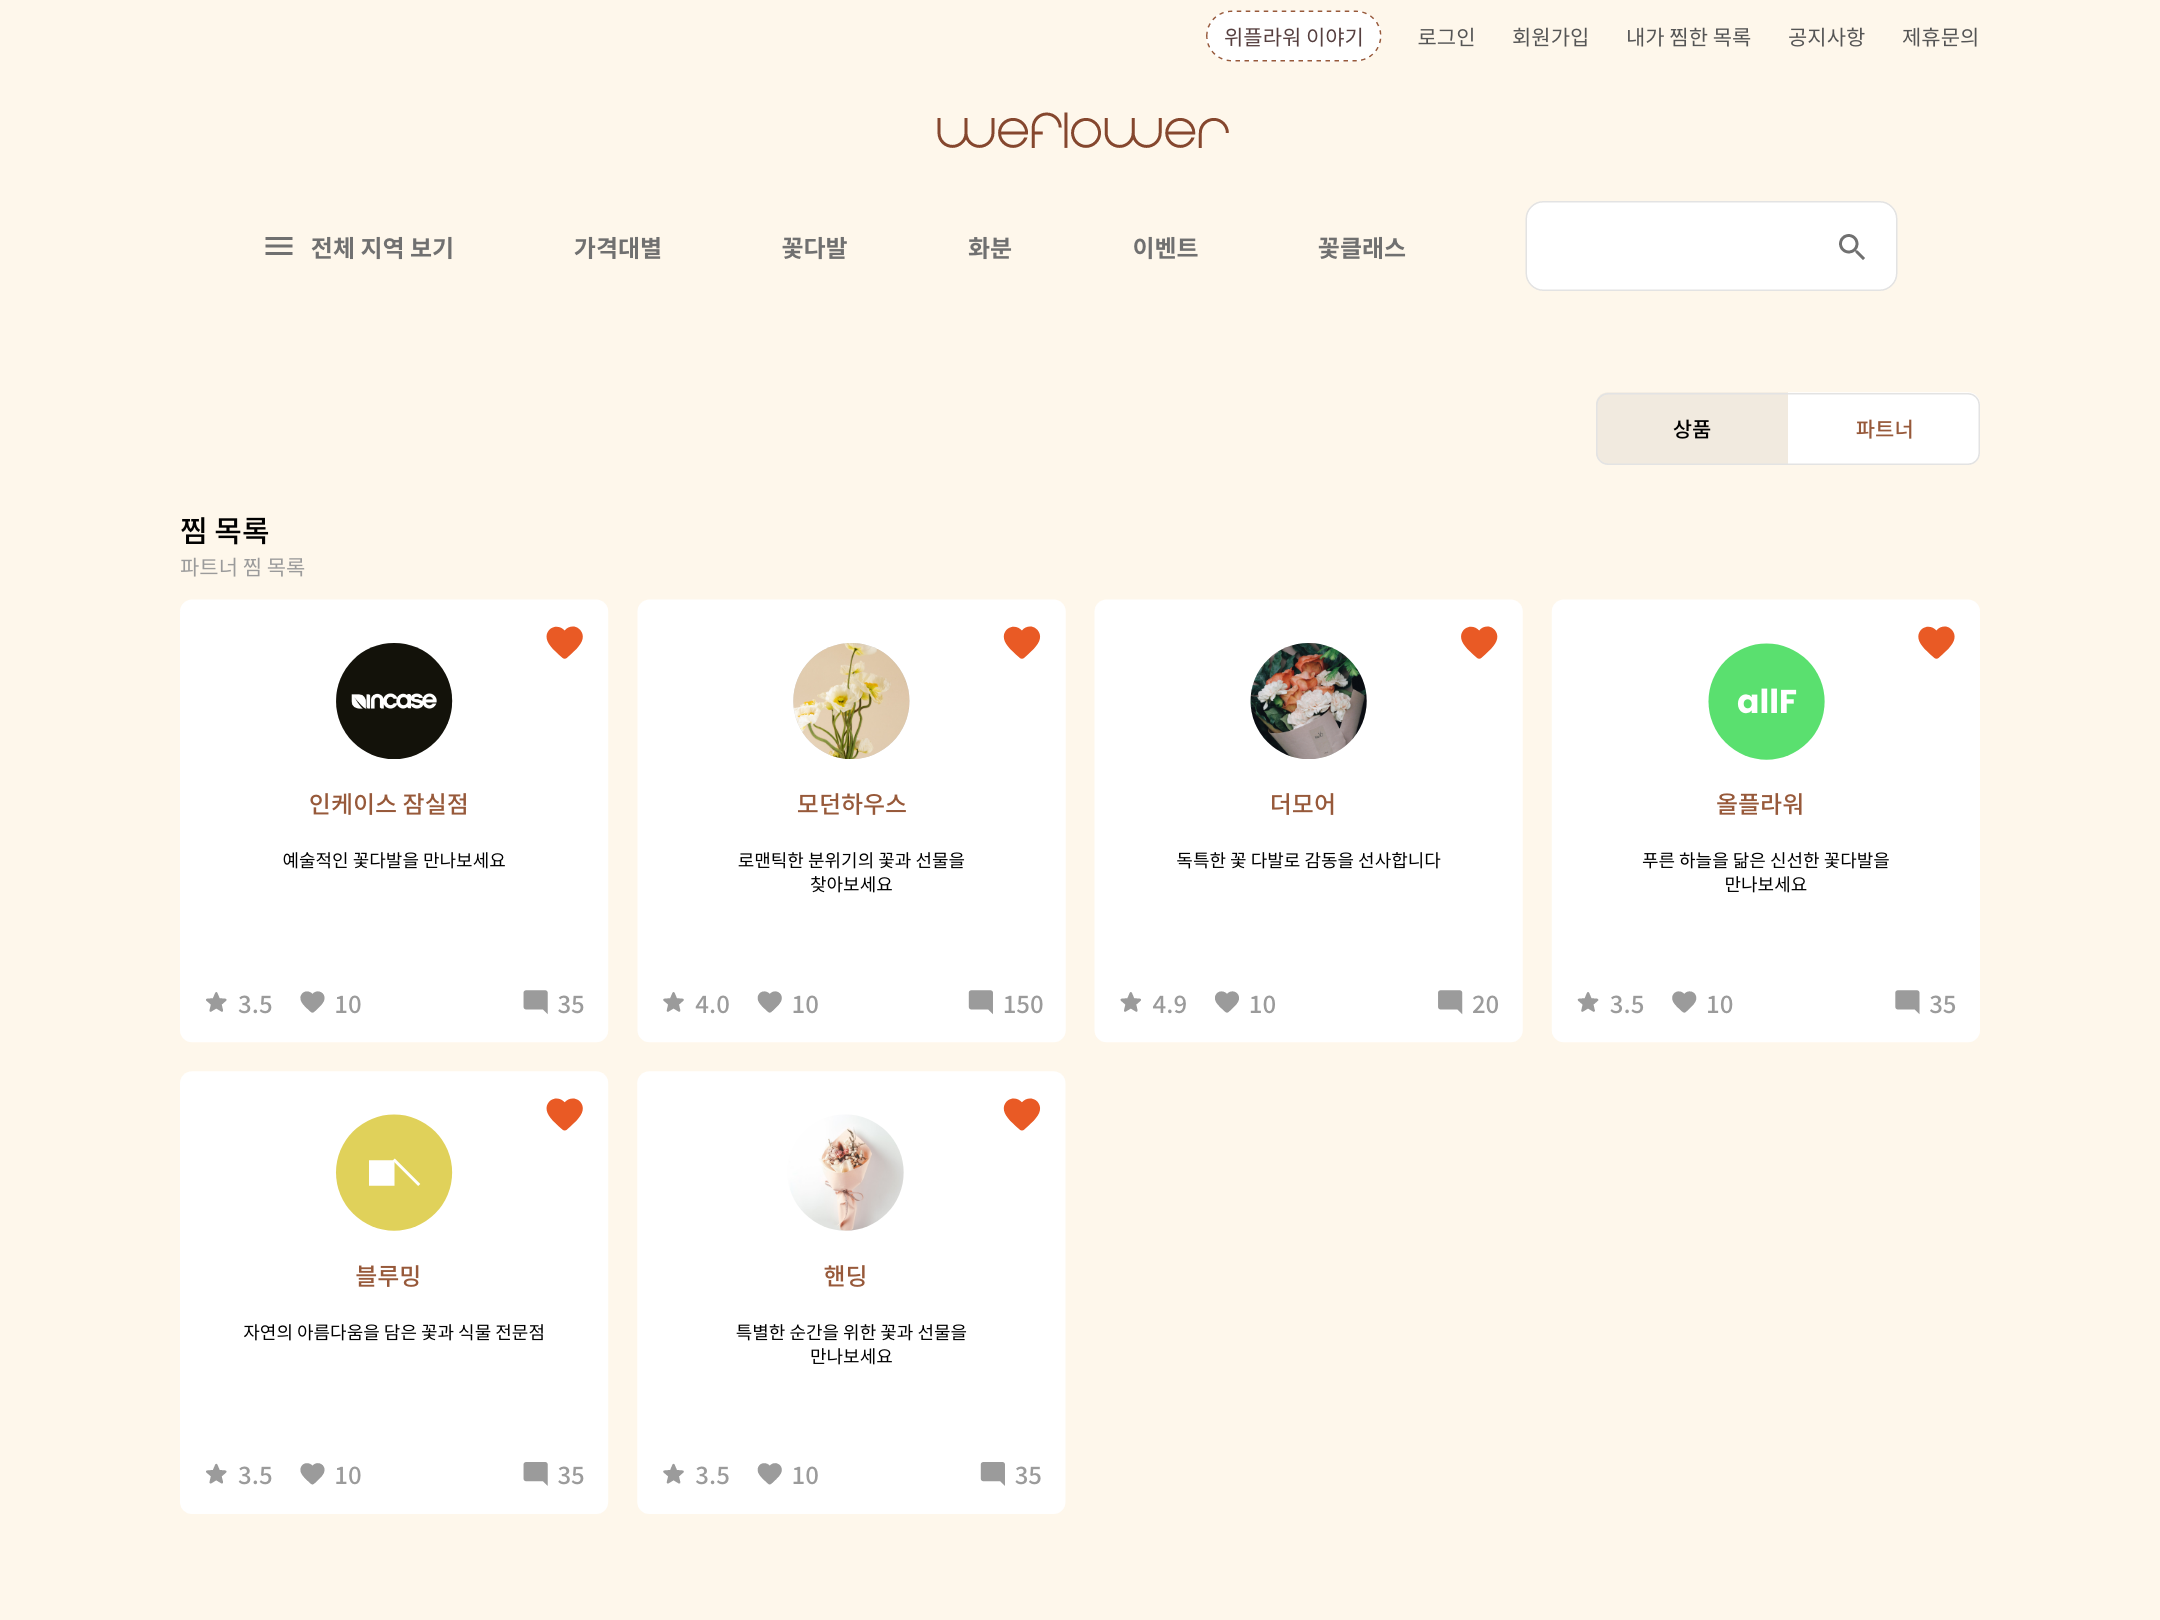 위플라워 이야기 로그인 회원가입 내가 찜한 목록 공지사항 제휴문의
weflower
전체 지역 보기 가격대별 꽃다발 화분 이벤트 꽃클래스
상품 파트너
찜 목록
파트너 찜 목록
incase
인케이스 잠실점
예술적인 꽃다발을 만나보세요
3.5 10 35
모던하우스
로맨틱한 분위기의 꽃과 선물을
찾아보세요
4.0 10 150
더모어
독특한 꽃 다발로 감동을 선사합니다
4.9 10 20
allF
올플라워
푸른 하늘을 닮은 신선한 꽃다발을
만나보세요
3.5 10 35
블루밍
자연의 아름다움을 담은 꽃과 식물 전문점
3.5 10 35
핸딩
특별한 순간을 위한 꽃과 선물을
만나보세요
3.5 10 35